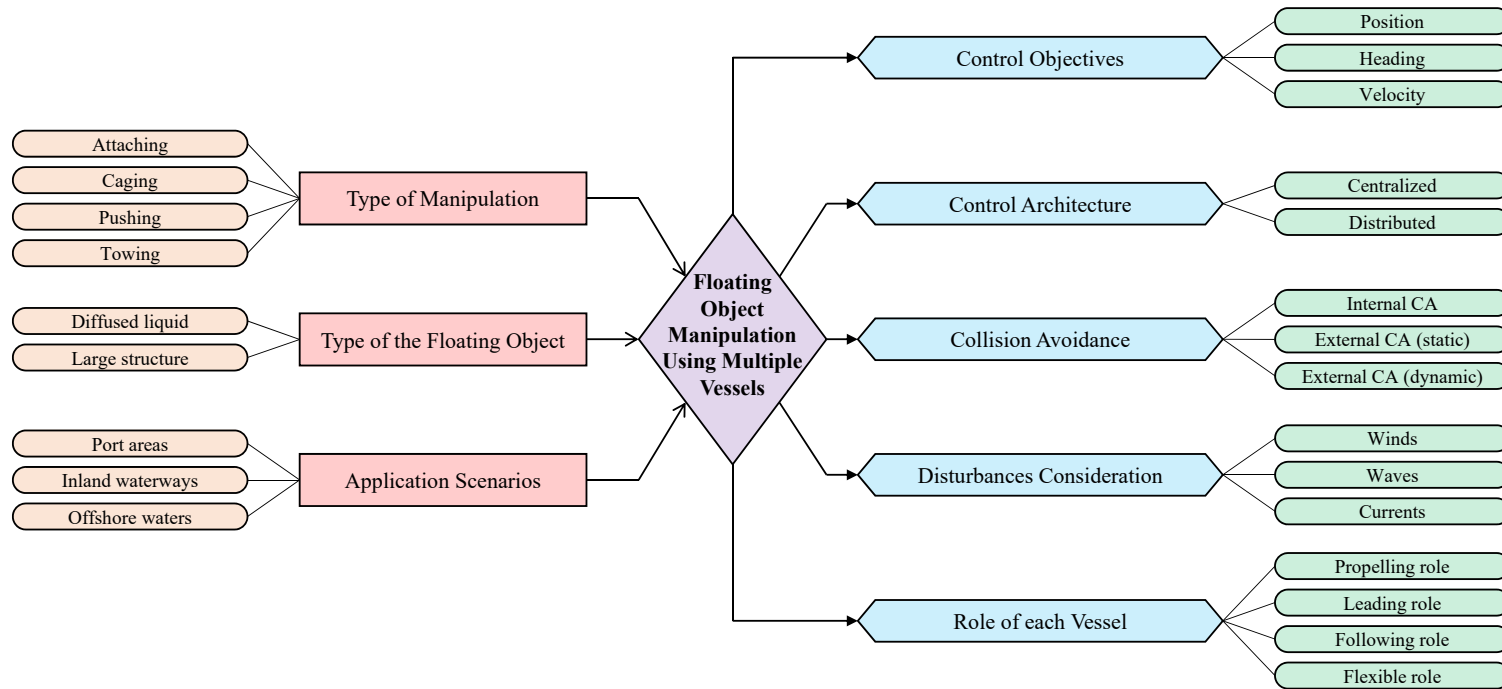 Attaching
Caging
Pushing
Towing
Type of Manipulation
Diffused liquid
Large structure
Type of the Floating Object
Port areas
Inland waterways
Offshore waters
Application Scenarios
Floating
Object
Manipulation
Using Multiple
Vessels
Control Objectives
Position
Heading
Velocity
Control Architecture
Centralized
Distributed
Collision Avoidance
Internal CA
External CA (static)
External CA (dynamic)
Disturbances Consideration
Winds
Waves
Currents
Role of each Vessel
Propelling role
Leading role
Following role
Flexible role